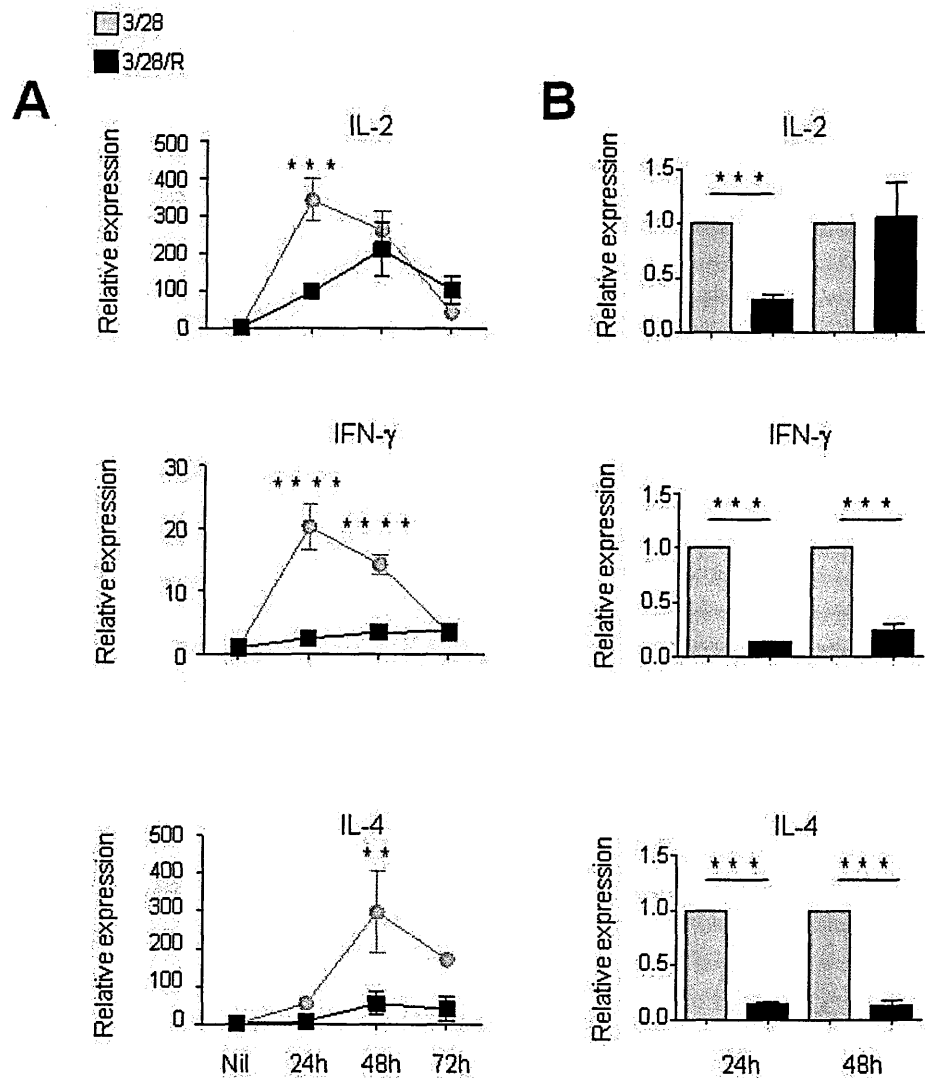 3/28
3/28/R
A
B
IL-2
Relative expression
500
400
300
200
100
0
***
IL-2
Relative expression
1.5
1.0
0.5
0.0
***
IFN-γ
Relative expression
30
20
10
0
****
****
IFN-γ
Relative expression
1.5
1.0
0.5
0.0
***
***
IL-4
Relative expression
500
400
300
200
100
0
**
Nil 24h 48h 72h
IL-4
Relative expression
1.5
1.0
0.5
0.0
***
***
24h 48h